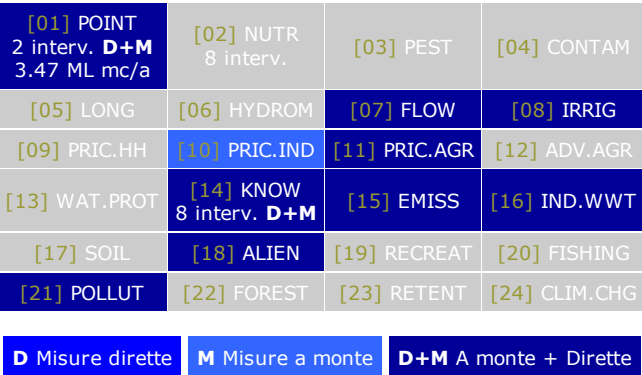 [01] POINT
2 interv. D+M
3.47 ML mc/a
[02] NUTR
8 interv.
[03] PEST
[04] CONTAM
[05] LONG
[06] HYDROM
[07] FLOW
[08] IRRIG
[09] PRIC.HH
[10] PRIC.IND
[11] PRIC.AGR
[12] ADV.AGR
[13] WAT.PROT
[14] KNOW
8 interv. D+M
[15] EMISS
[16] IND.WWT
[17] SOIL
[18] ALIEN
[19] RECREAT
[20] FISHING
[21] POLLUT
[22] FOREST
[23] RETENT
[24] CLIM.CHG
D Misure dirette
M Misure a monte
D+M A monte + Dirette